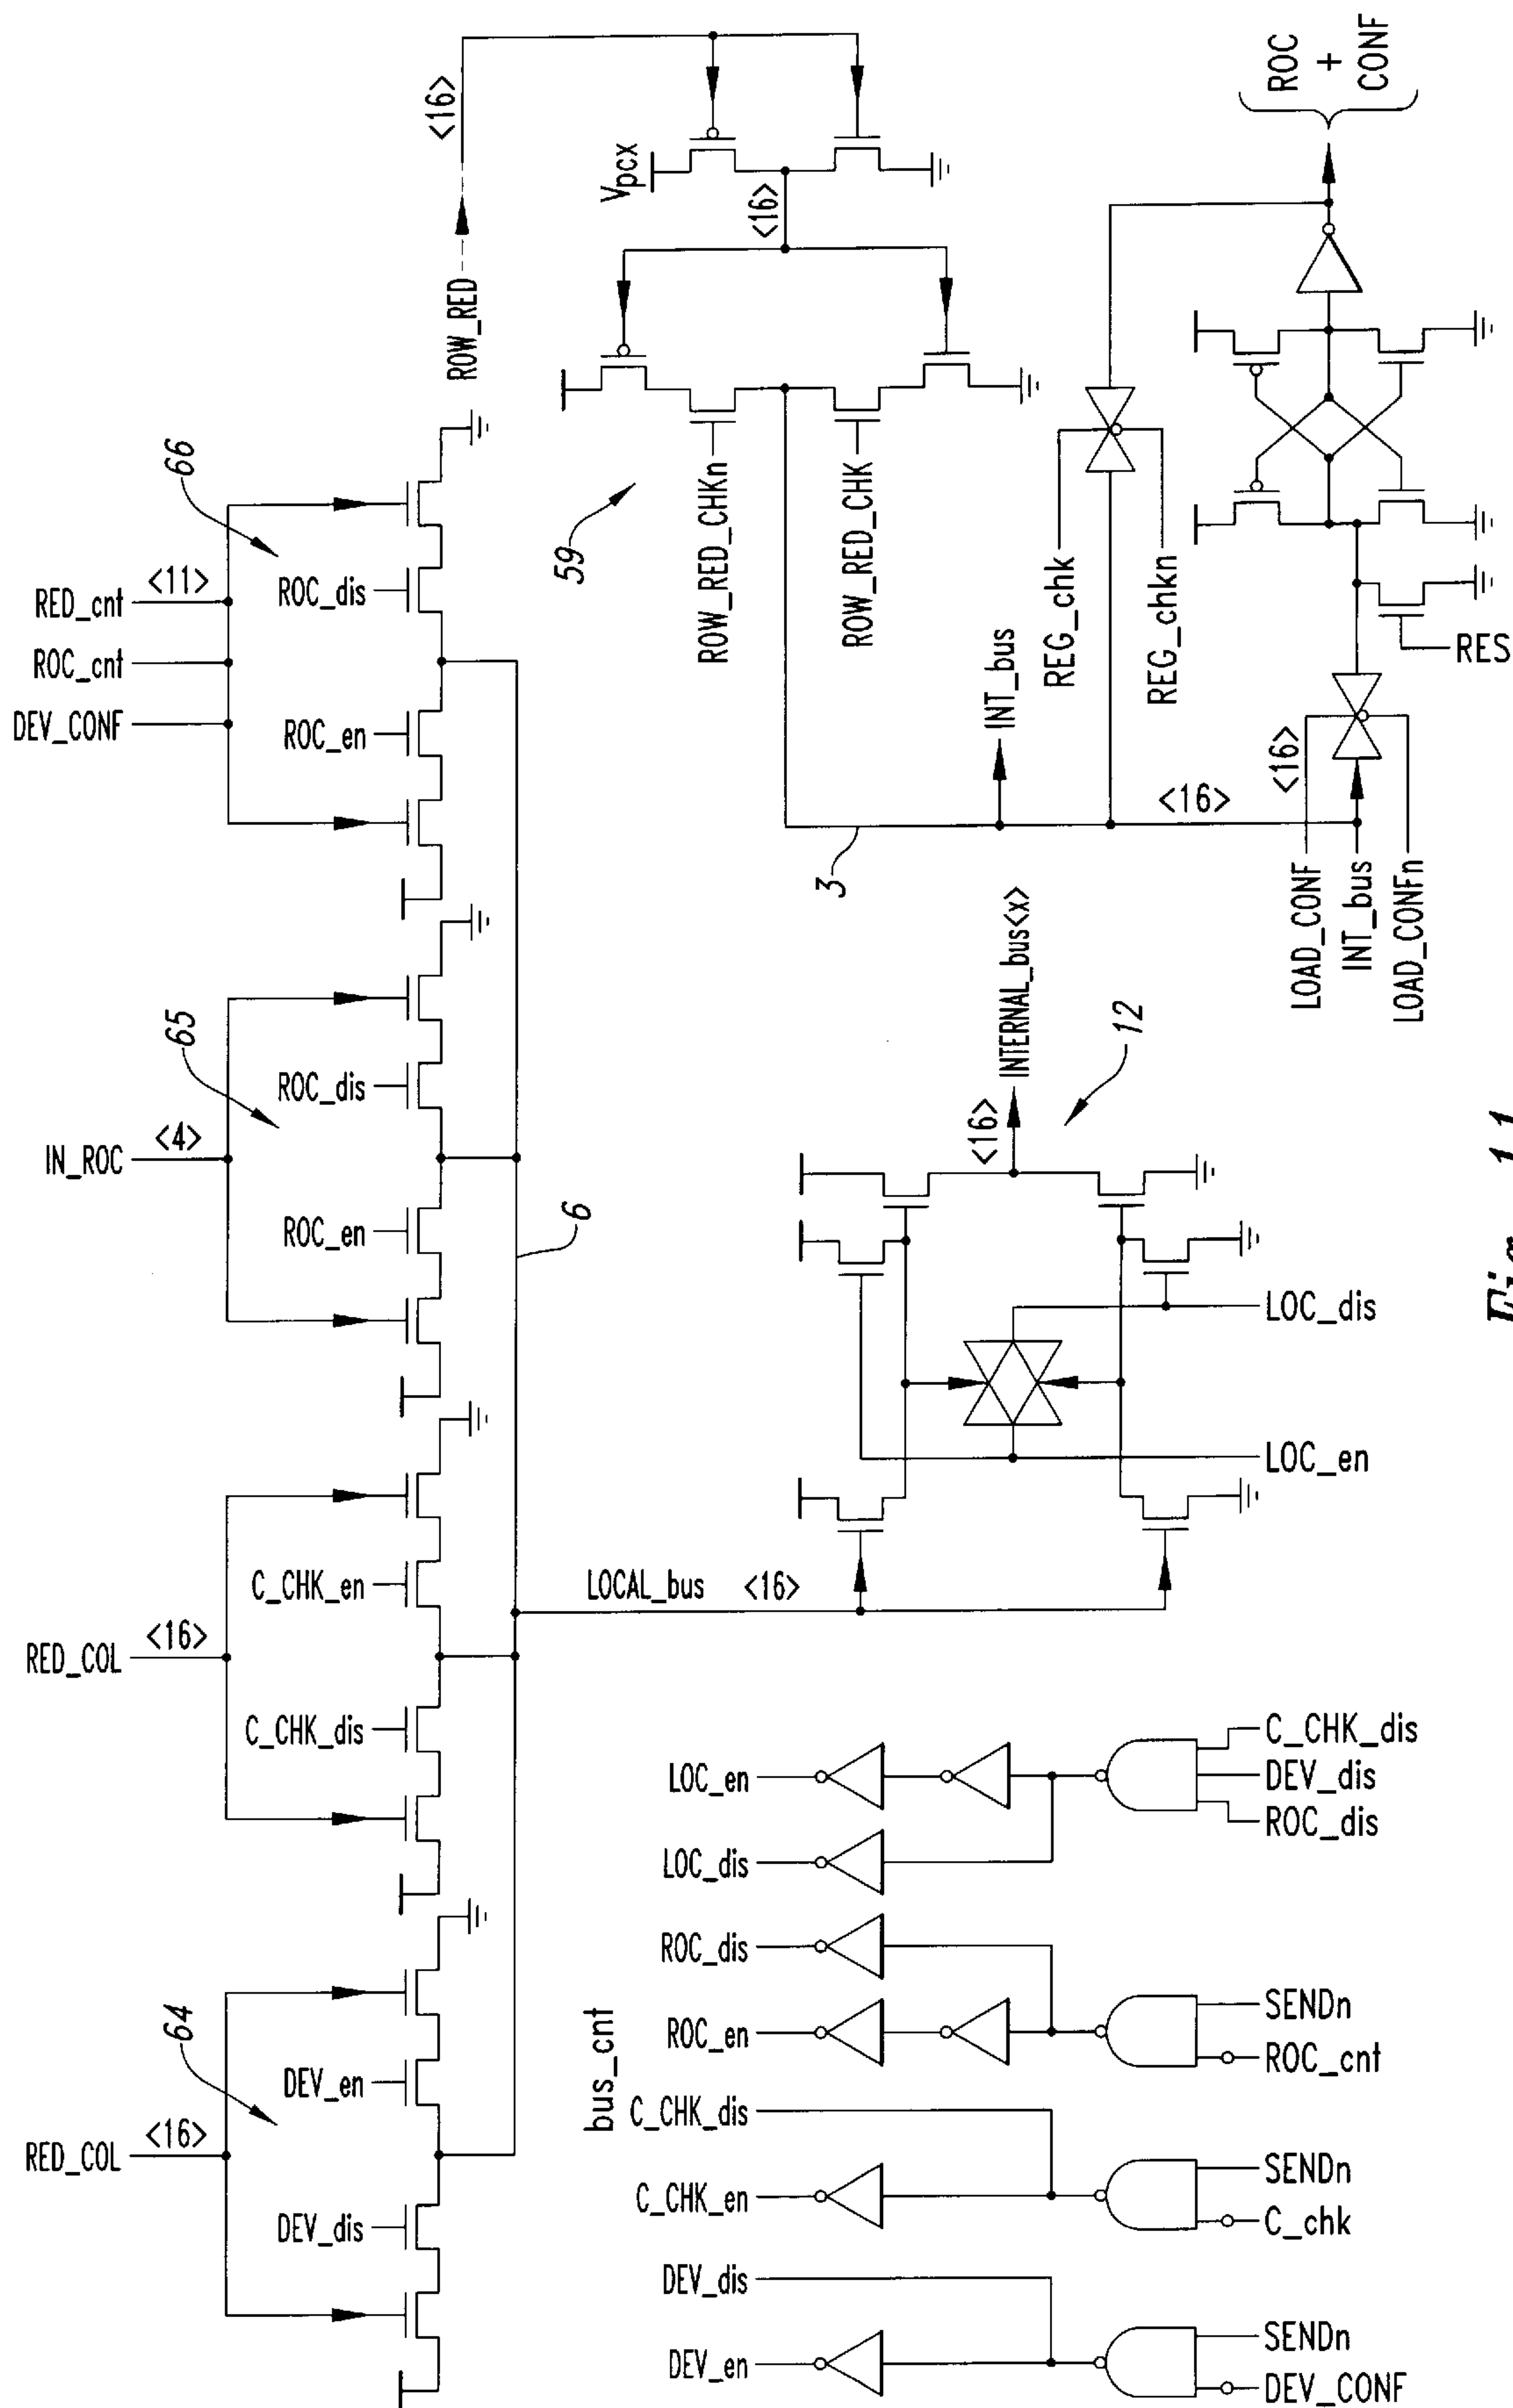 RED_COL
<16>
64
DEV_dis
DEV_en
RED_COL
<16>
C_CHK_dis
C_CHK_en
IN_ROC
<4>
65
ROC_en
ROC_dis
DEV_CONF
ROC_cnt
RED_cnt
<11>
66
ROC_en
ROC_dis
ROW_RED
<16>
6
bus_cnt
DEV_en
DEV_dis
SENDn
DEV_CONF
C_CHK_en
C_CHK_dis
SENDn
C_chk
ROC_en
ROC_dis
SENDn
ROC_cnt
LOC_dis
LOC_en
C_CHK_dis
DEV_dis
ROC_dis
LOCAL_bus
<16>
LOC_en
LOC_dis
<16>
INTERNAL_bus<x>
12
59
Vpcx
<16>
ROW_RED_CHKn
ROW_RED_CHK
3
INT_bus
REG_chk
REG_chkn
<16>
<16>
LOAD_CONF
INT_bus
LOAD_CONFn
RES
ROC
+
CONF